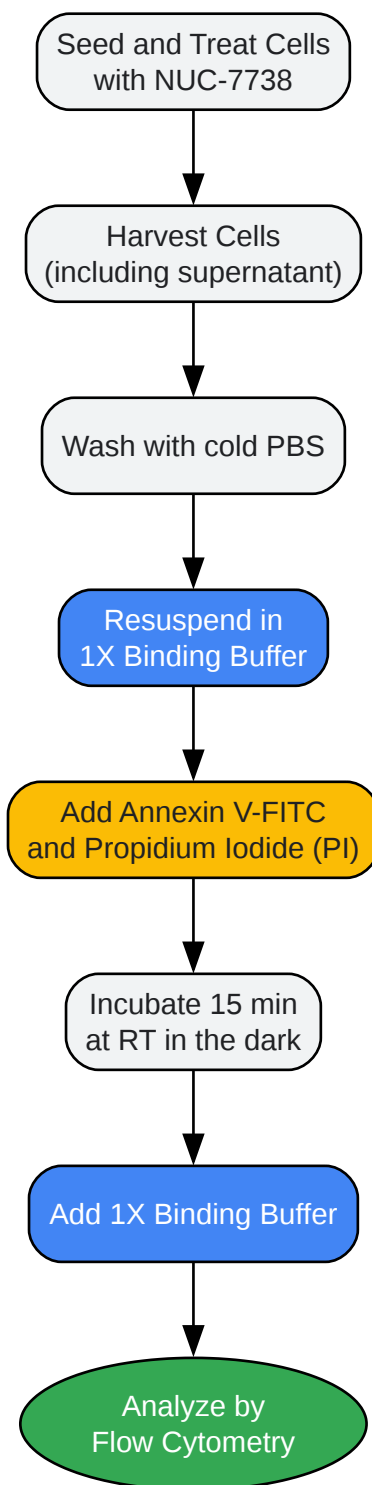 Seed and Treat Cells
with NUC-7738
Harvest Cells
(including supernatant)
Wash with cold PBS
Resuspend in
1X Binding Buffer
Add Annexin V-FITC
and Propidium Iodide (PI)
Incubate 15 min
at RT in the dark
Add 1X Binding Buffer
Analyze by
Flow Cytometry